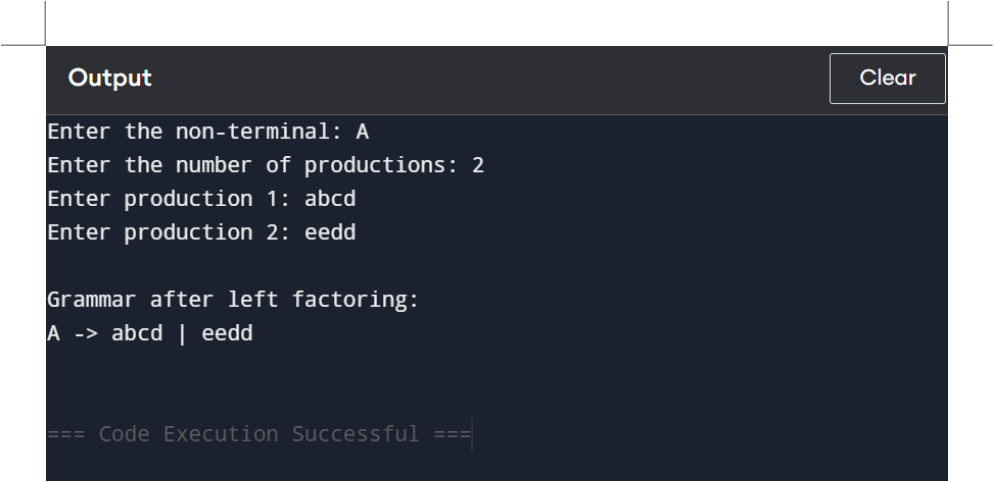 Output
Clear
Enter the non-terminal: A
Enter the number of productions: 2
Enter production 1: abcd
Enter production 2: eedd
Grammar after left factoring:
A -> abcd | eedd
=== Code Execution Successful ===